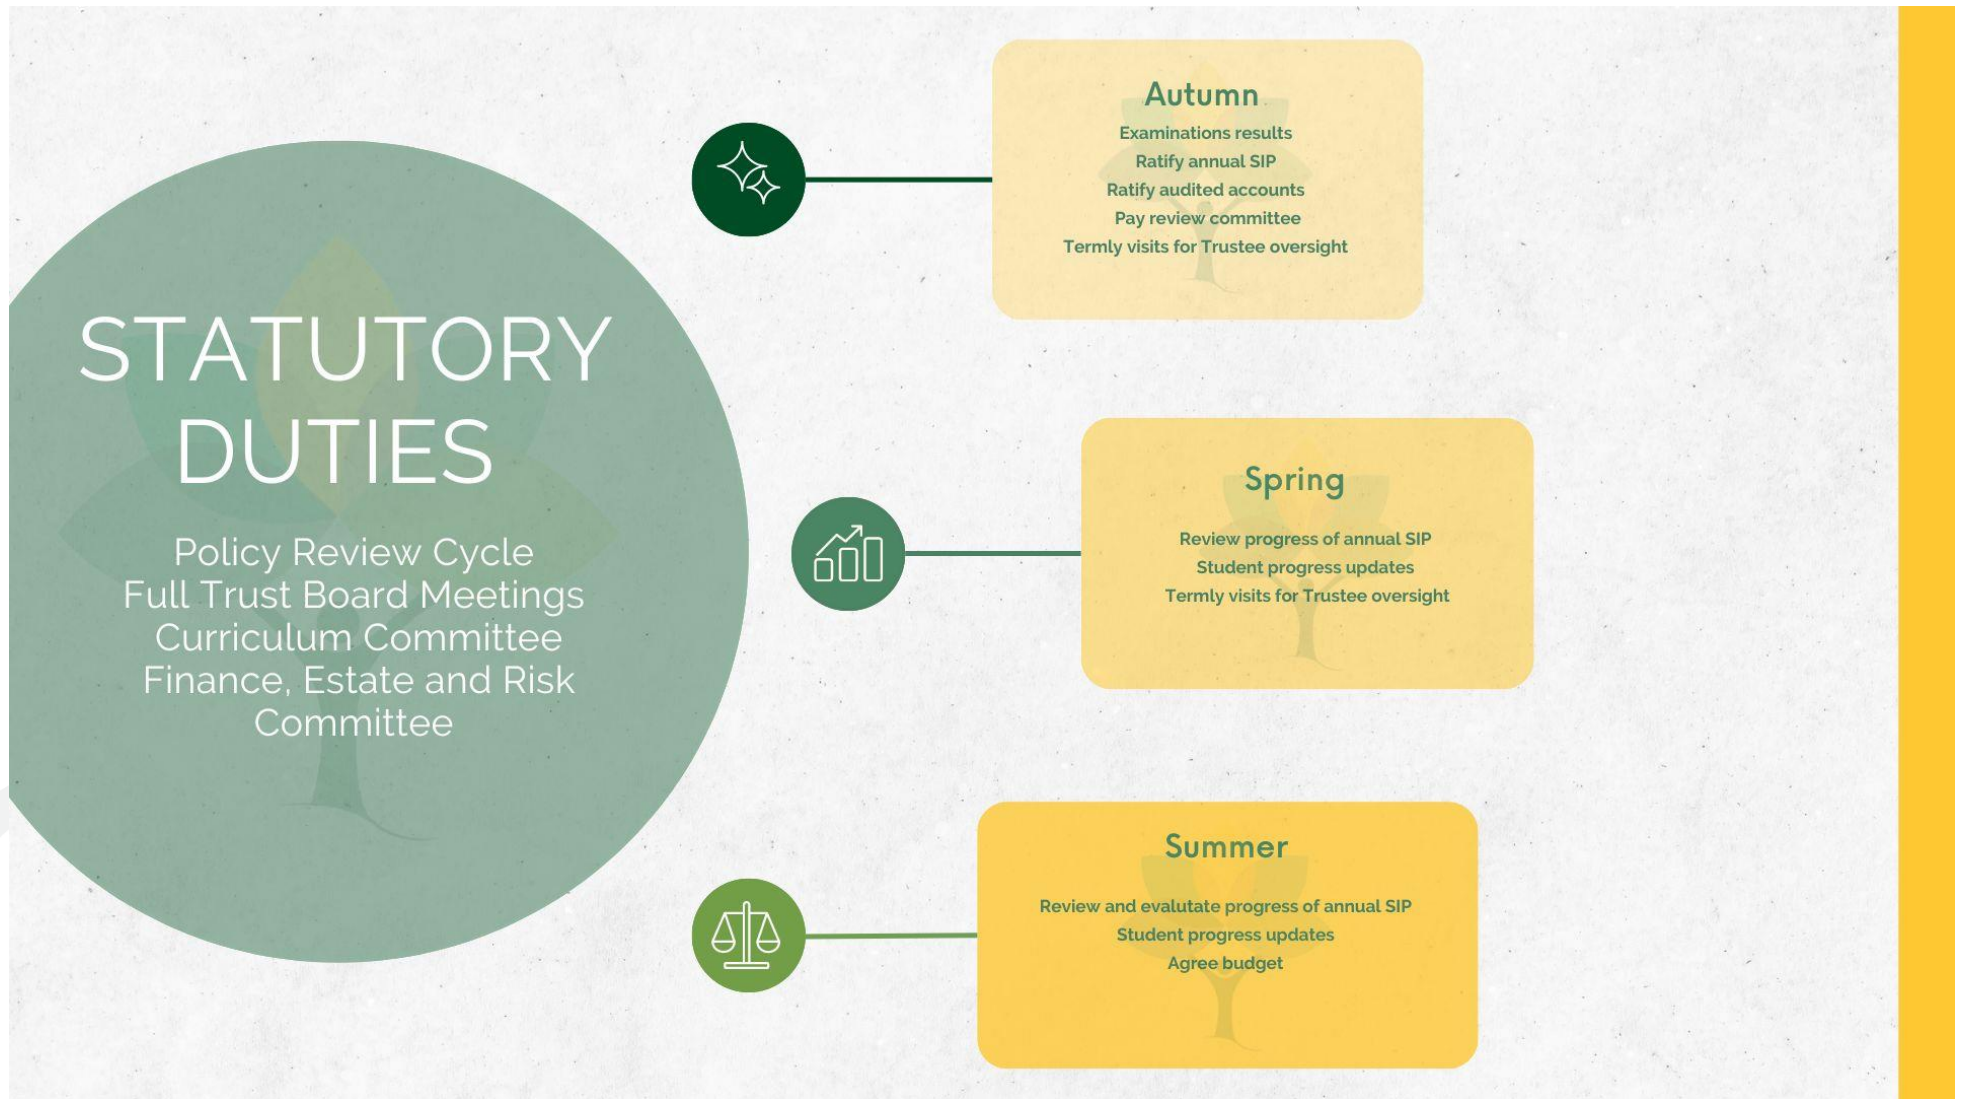 STATUTORY
DUTIES
Policy Review Cycle
Full Trust Board Meetings
Curriculum Committee
Finance, Estate and Risk
Committee
Autumn
Examinations results
Ratify annual SIP
Ratify audited accounts
Pay review committee
Termly visits for Trustee oversight
Spring
Review progress of annual SIP
Student progress updates
Termly visits for Trustee oversight
Summer
Review and evalutate progress of annual SIP
Student progress updates
Agree budget